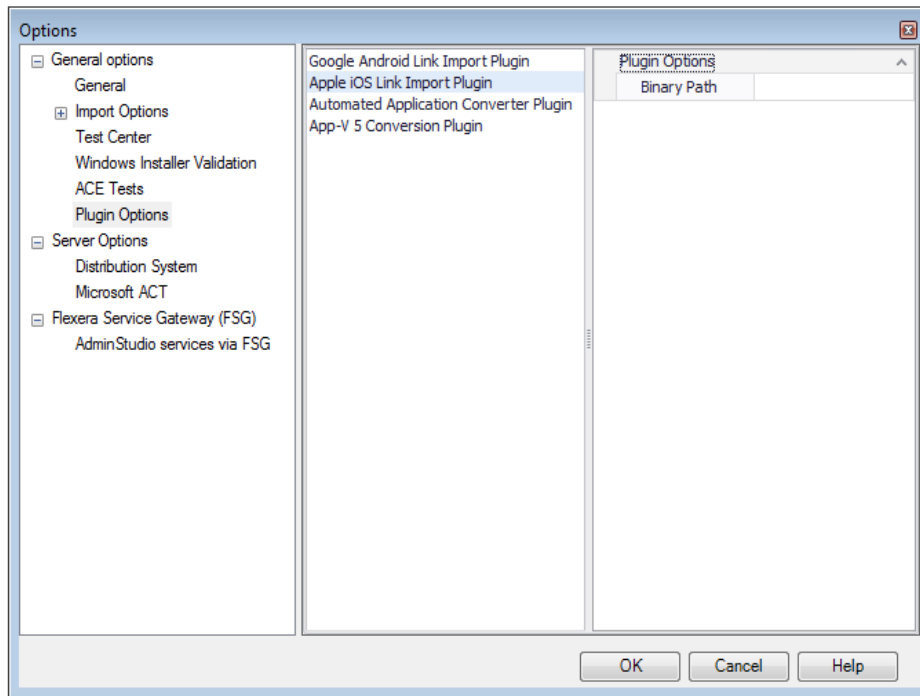 Options
General options
General
Import Options
Test Center
Windows Installer Validation
ACE Tests
Plugin Options
Server Options
Distribution System
Microsoft ACT
Flexera Service Gateway (FSG)
AdminStudio services via FSG
Google Android Link Import Plugin
Apple iOS Link Import Plugin
Automated Application Converter Plugin
App-V 5 Conversion Plugin
Plugin Options
Binary Path
OK
Cancel
Help